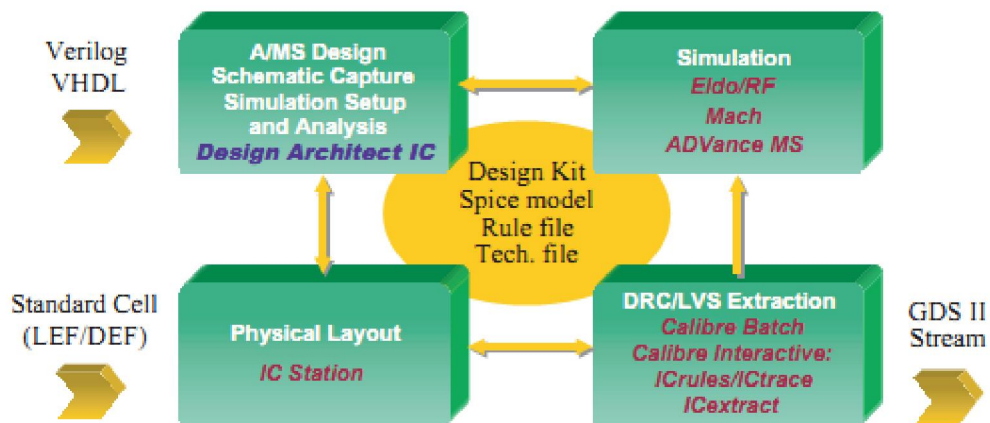 Verilog
VHDL
A/MS Design
Schematic Capture
Simulation Setup
and Analysis
Design Architect IC
Simulation
Eldo/RF
Mach
ADVance MS
Design Kit
Spice model
Rule file
Tech. file
Standard Cell
(LEF/DEF)
Physical Layout
IC Station
DRC/LVS Extraction
Calibre Batch
Calibre Interactive:
ICrules/ICtrace
ICextract
GDS II
Stream